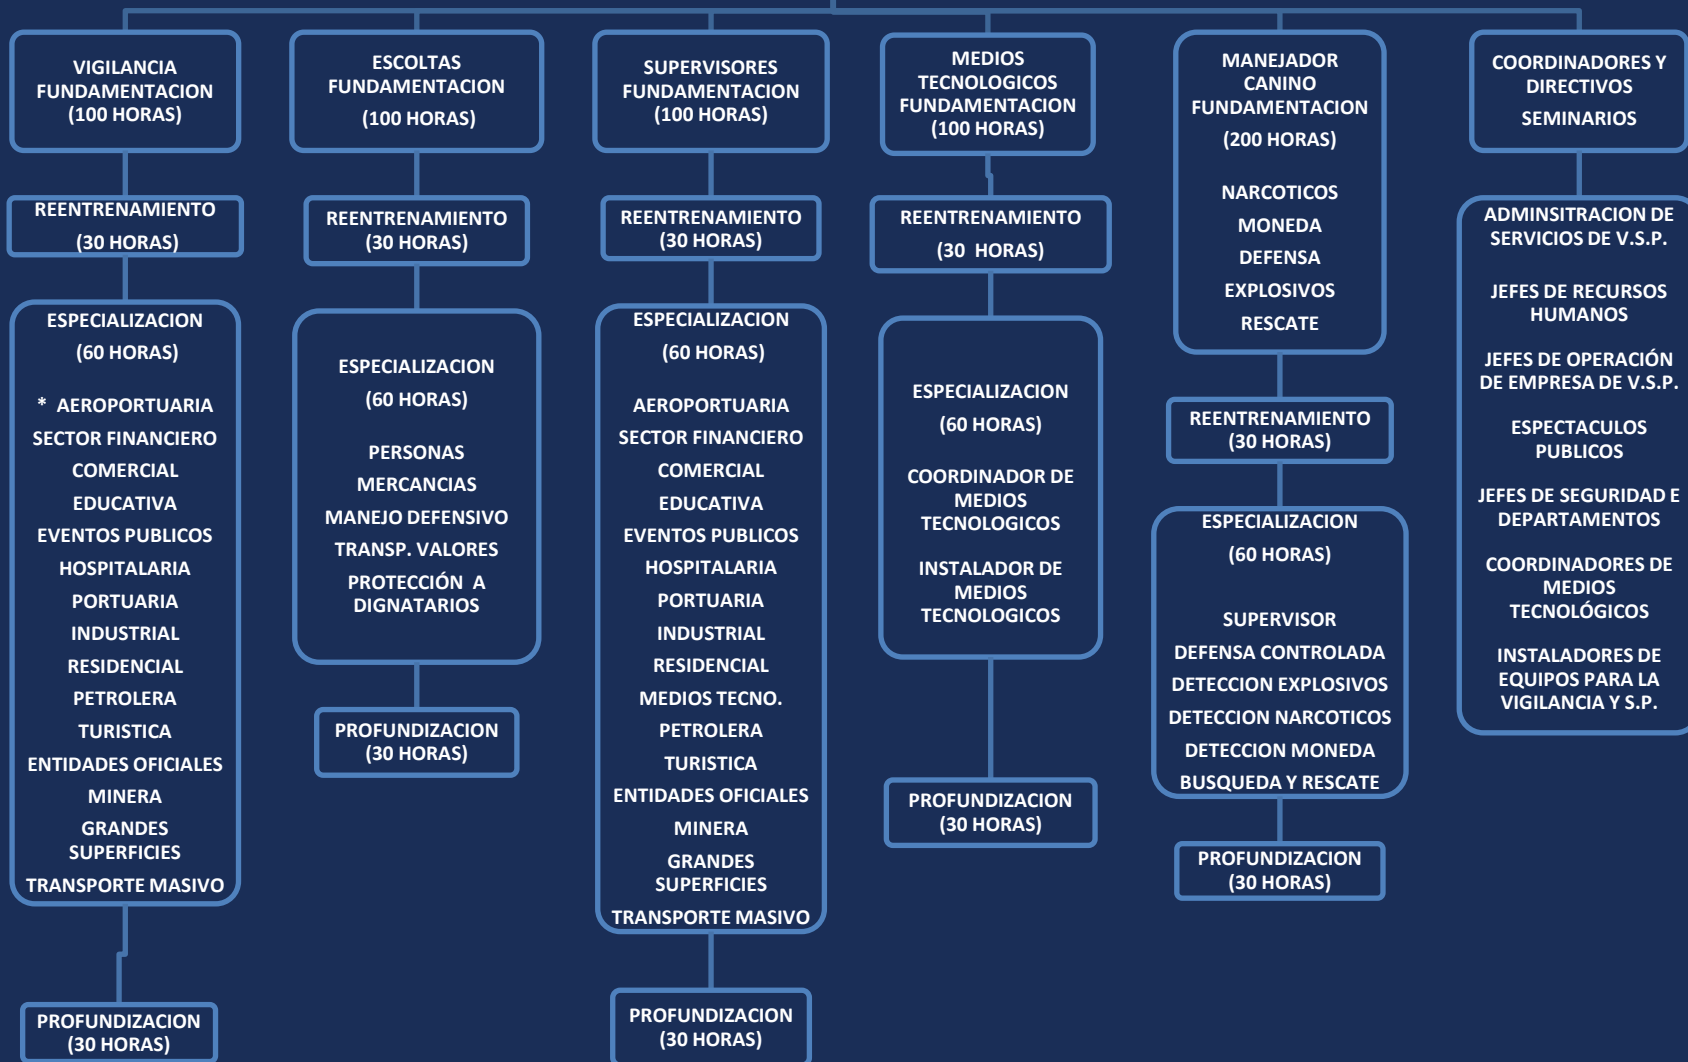 VIGILANCIA
FUNDAMENTACION
(100 HORAS)
REENTRENAMIENTO
(30 HORAS)
ESPECIALIZACION
(60 HORAS)
* AEROPORTUARIA
SECTOR FINANCIERO
COMERCIAL
EDUCATIVA
EVENTOS PUBLICOS
HOSPITALARIA
PORTUARIA
INDUSTRIAL
RESIDENCIAL
PETROLERA
TURISTICA
ENTIDADES OFICIALES
MINERA
GRANDES
SUPERFICIES
TRANSPORTE MASIVO
PROFUNDIZACION
(30 HORAS)
ESCOLTAS
FUNDAMENTACION
(100 HORAS)
REENTRENAMIENTO
(30 HORAS)
ESPECIALIZACION
(60 HORAS)
PERSONAS
MERCANCIAS
MANEJO DEFENSIVO
TRANSP. VALORES
PROTECCIÓN A
DIGNATARIOS
PROFUNDIZACION
(30 HORAS)
SUPERVISORES
FUNDAMENTACION
(100 HORAS)
REENTRENAMIENTO
(30 HORAS)
ESPECIALIZACION
(60 HORAS)
AEROPORTUARIA
SECTOR FINANCIERO
COMERCIAL
EDUCATIVA
EVENTOS PUBLICOS
HOSPITALARIA
PORTUARIA
INDUSTRIAL
RESIDENCIAL
MEDIOS TECNO.
PETROLERA
TURISTICA
ENTIDADES OFICIALES
MINERA
GRANDES
SUPERFICIES
TRANSPORTE MASIVO
PROFUNDIZACION
(30 HORAS)
MEDIOS
TECNOLOGICOS
FUNDAMENTACION
(100 HORAS)
REENTRENAMIENTO
(30 HORAS)
ESPECIALIZACION
(60 HORAS)
COORDINADOR DE
MEDIOS
TECNOLOGICOS
INSTALADOR DE
MEDIOS
TECNOLOGICOS
PROFUNDIZACION
(30 HORAS)
MANEJADOR
CANINO
FUNDAMENTACION
(200 HORAS)
NARCOTICOS
MONEDA
DEFENSA
EXPLOSIVOS
RESCATE
REENTRENAMIENTO
(30 HORAS)
ESPECIALIZACION
(60 HORAS)
SUPERVISOR
DEFENSA CONTROLADA
DETECCION EXPLOSIVOS
DETECCION NARCOTICOS
DETECCION MONEDA
BUSQUEDA Y RESCATE
PROFUNDIZACION
(30 HORAS)
COORDINADORES Y
DIRECTIVOS
SEMINARIOS
ADMINSITRACION DE
SERVICIOS DE V.S.P.
JEFES DE RECURSOS
HUMANOS
JEFES DE OPERACIÓN
DE EMPRESA DE V.S.P.
ESPECTACULOS
PUBLICOS
JEFES DE SEGURIDAD E
DEPARTAMENTOS
COORDINADORES DE
MEDIOS
TECNOLÓGICOS
INSTALADORES DE
EQUIPOS PARA LA
VIGILANCIA Y S.P.